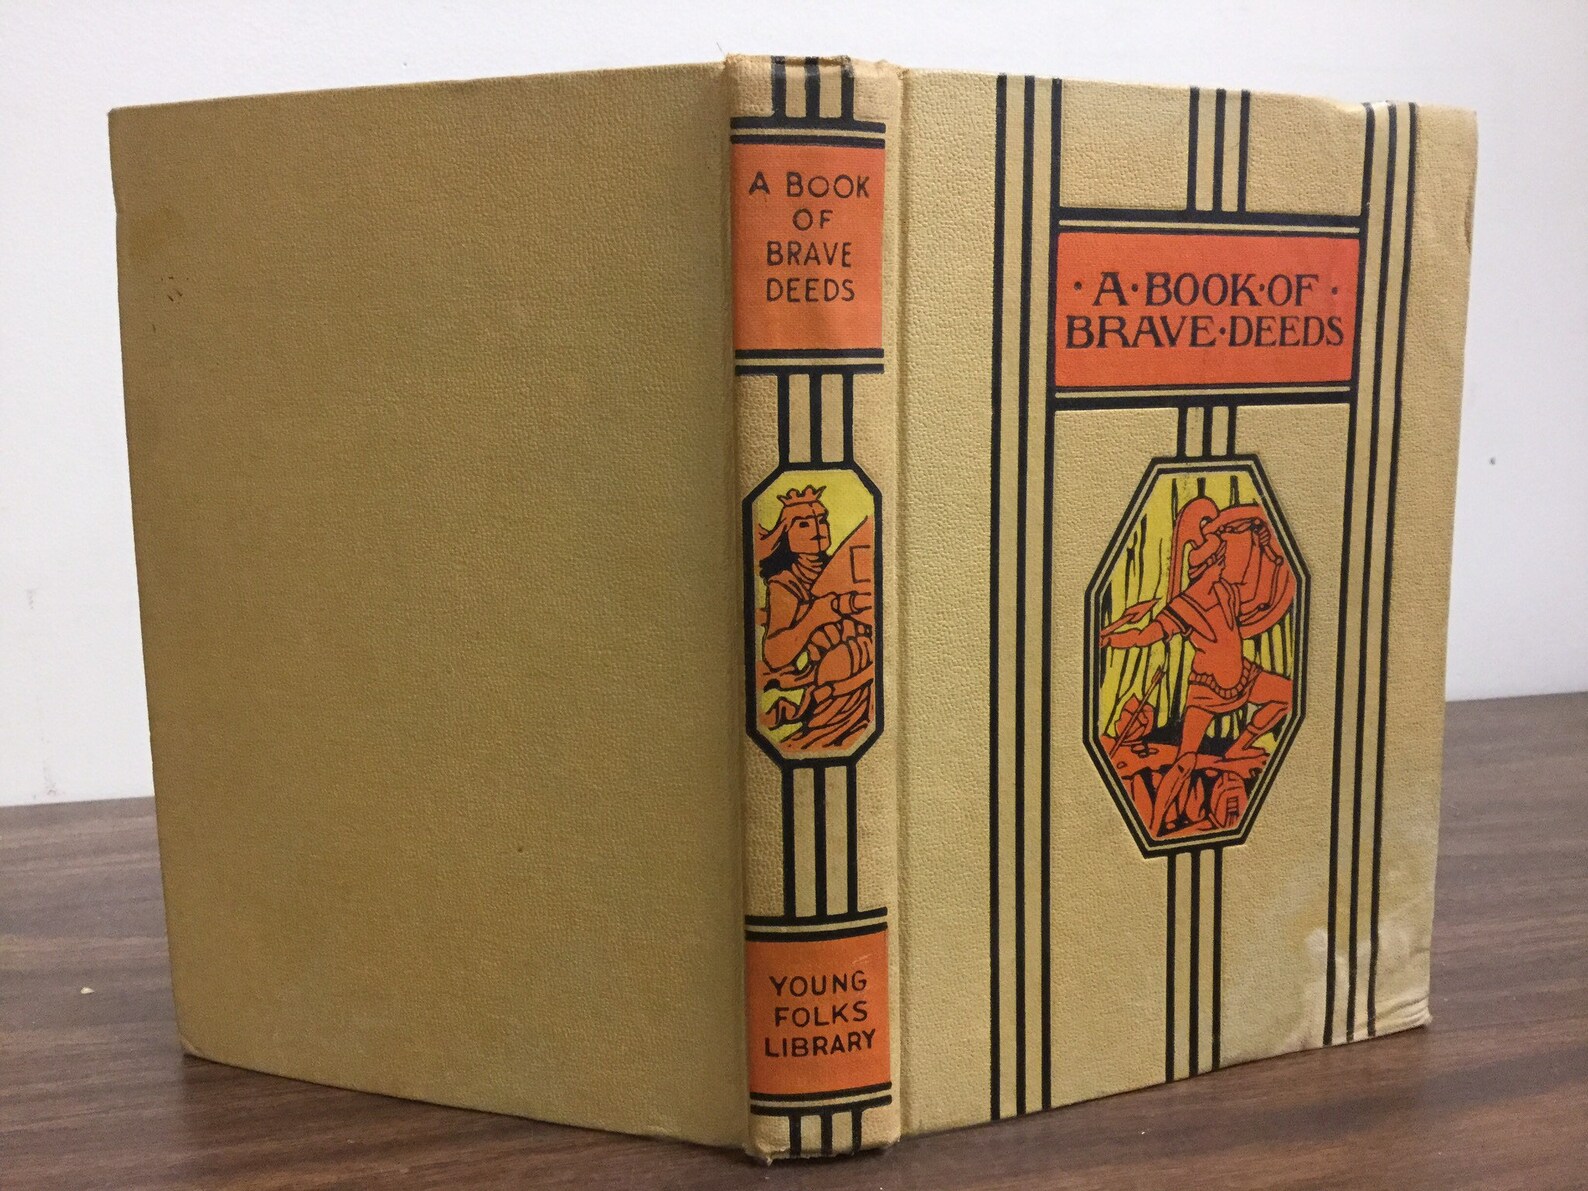 A BOOK
OF
BRAVE
DEEDS
YOUNG
FOLKS
LIBRARY
· A · BOOK · OF ·
BRAVE · DEEDS